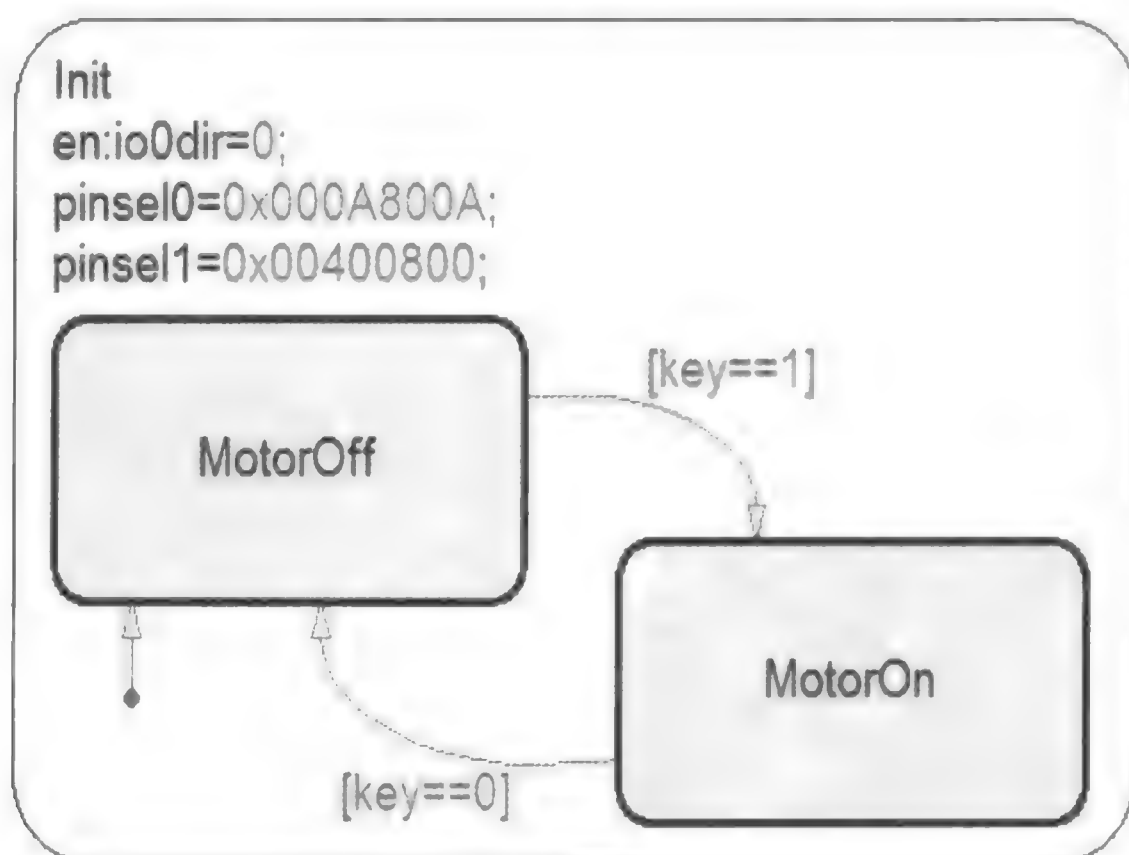 Init
en:io0dir=0;
pinsel0=0x000A800A;
pinsel1=0x00400800;
[key==1]
MotorOff
MotorOn
[key==0]